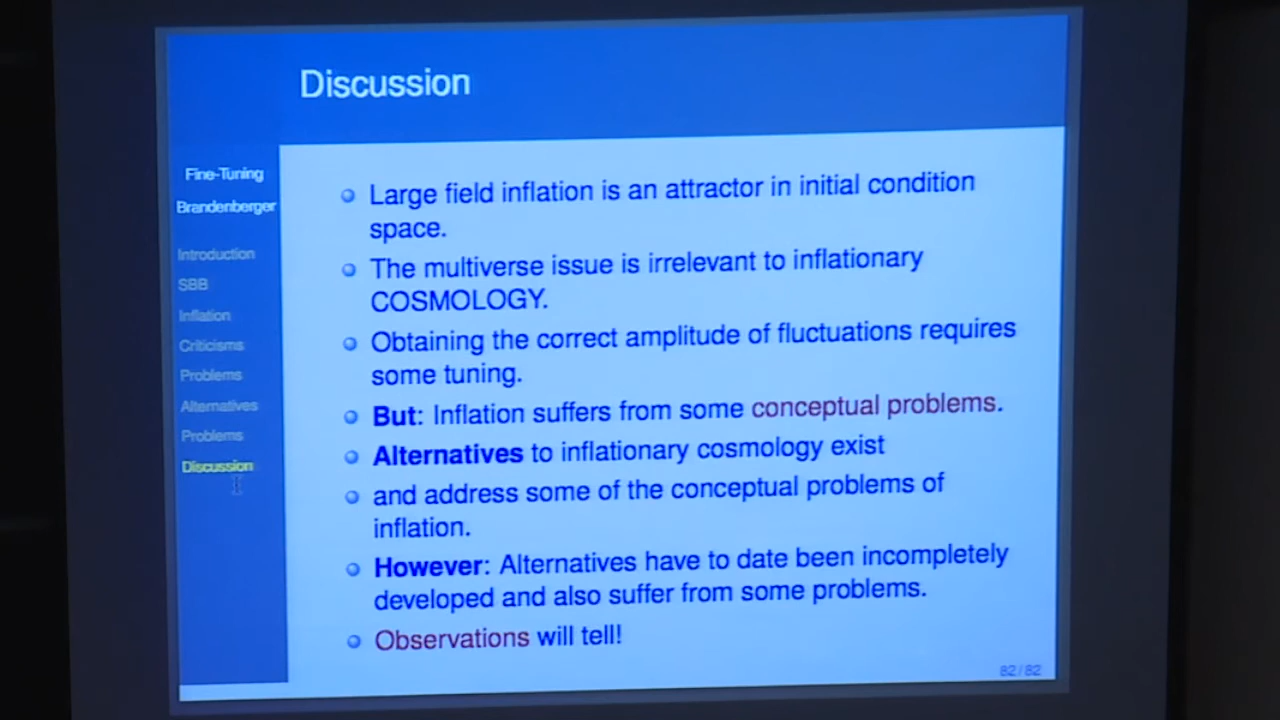 Discussion
Fine-Tuning
Brandenberger
Introduction
SBB
Inflation
Criticisms
Problems
Alternatives
Problems
Discussion
Large field inflation is an attractor in initial condition
space.
The multiverse issue is irrelevant to inflationary
COSMOLOGY.
Obtaining the correct amplitude of fluctuations requires
some tuning.
But: Inflation suffers from some conceptual problems.
Alternatives to inflationary cosmology exist
and address some of the conceptual problems of
inflation.
However: Alternatives have to date been incompletely
developed and also suffer from some problems.
Observations will tell!
82/82